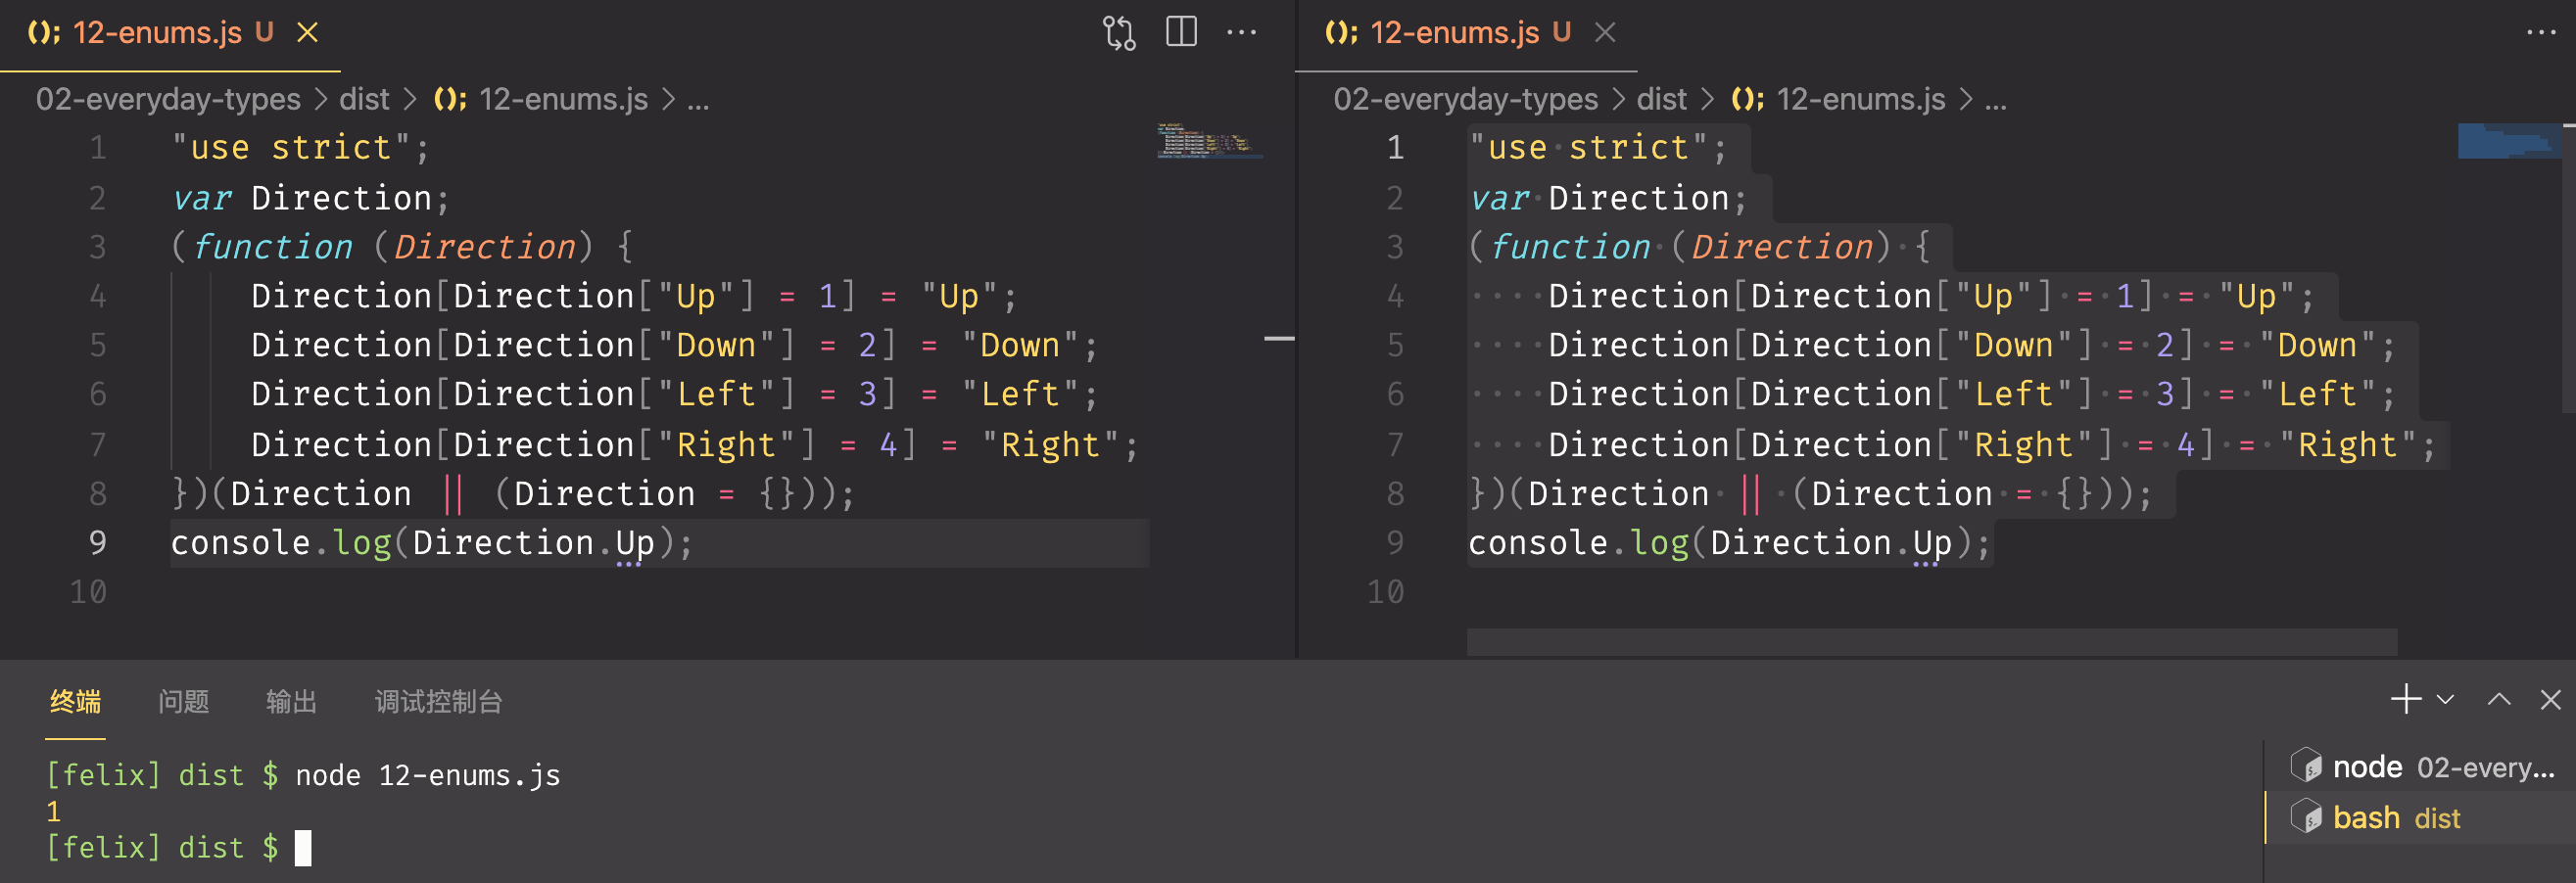 12-enums.js U
02-everyday-types > dist > 12-enums.js > ...
1 "use strict";
2 var Direction;
3 (function (Direction) {
4 Direction[Direction["Up"] = 1] = "Up";
5 Direction[Direction["Down"] = 2] = "Down";
6 Direction[Direction["Left"] = 3] = "Left";
7 Direction[Direction["Right"] = 4] = "Right";
8 })(Direction || (Direction = {}));
9 console.log(Direction.Up);
10
12-enums.js U
02-everyday-types > dist > 12-enums.js > ...
1 "use strict";
2 var Direction;
3 (function (Direction) {
4 Direction[Direction["Up"] = 1] = "Up";
5 Direction[Direction["Down"] = 2] = "Down";
6 Direction[Direction["Left"] = 3] = "Left";
7 Direction[Direction["Right"] = 4] = "Right";
8 })(Direction || (Direction = {}));
9 console.log(Direction.Up);
10
终端 问题 输出 调试控制台
[felix] dist $ node 12-enums.js
1
[felix] dist $
node 02-every...
bash dist